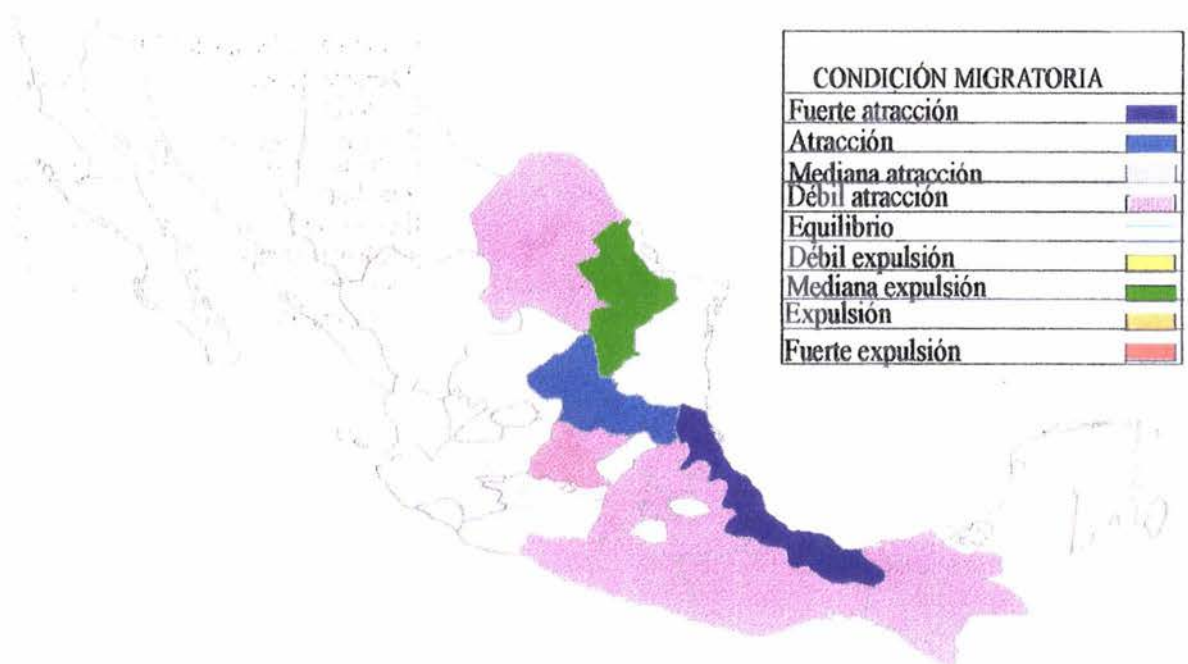 CONDICIÓN MIGRATORIA
Fuerte atracción
Atracción
Mediana atracción
Débil atracción
Equilibrio
Débil expulsión
Mediana expulsión
Expulsión
Fuerte expulsión